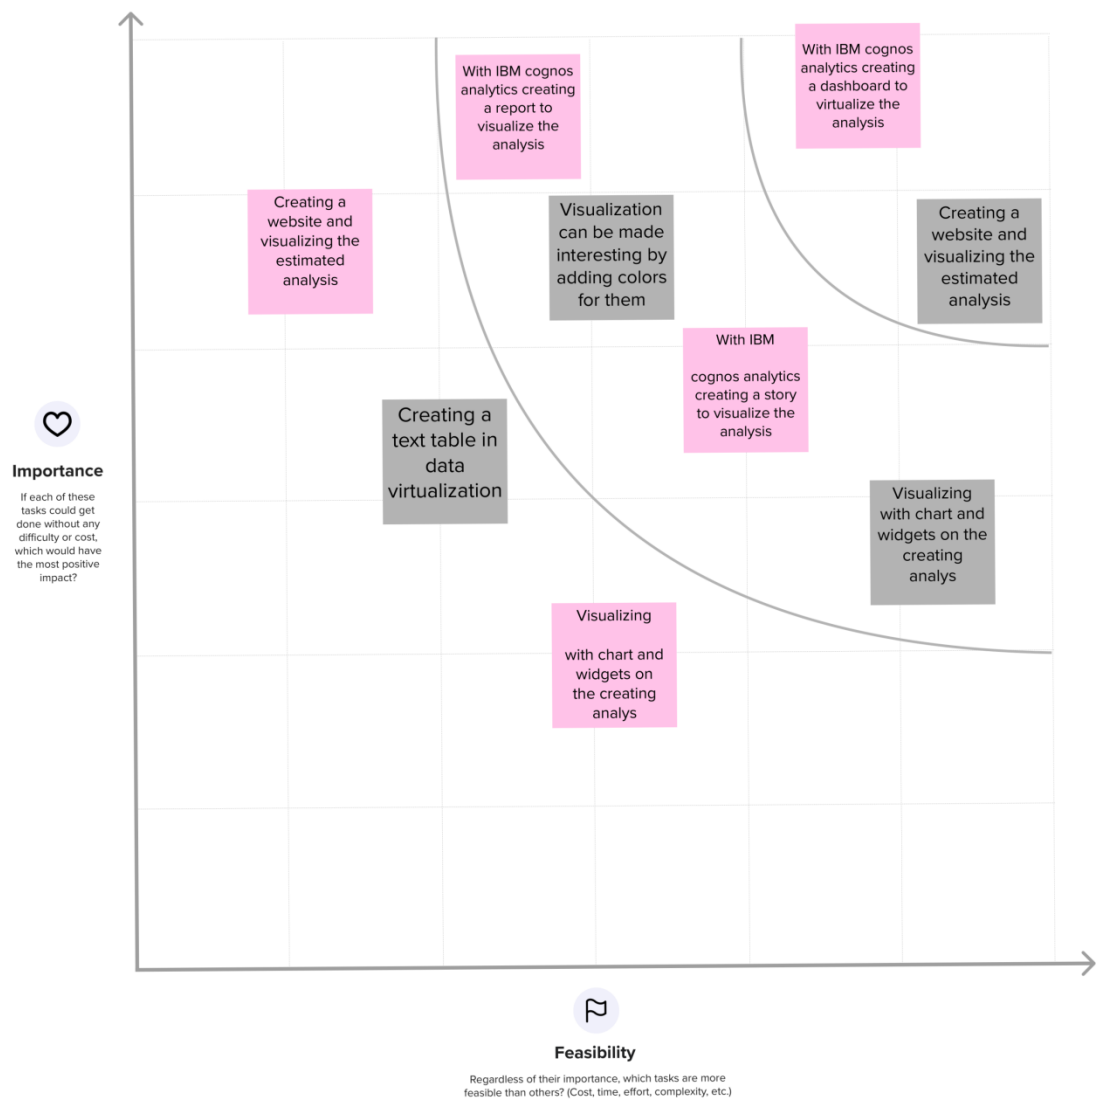 With IBM cognos
analytics creating
a report to
visualize the
analysis
With IBM cognos
analytics creating
a dashboard to
virtualize the
analysis
Creating a
website and
visualizing the
estimated
analysis
Visualization
can be made
interesting by
adding colors
for them
Creating a
website and
visualizing the
estimated
analysis
With IBM
cognos analytics
creating a story
to visualize the
analysis
Creating a
text table in
data
virtualization
Importance
If each of these
tasks could get
done without any
difficulty or cost,
which would have
the most positive
impact?
Visualizing
with chart and
widgets on the
creating
analys
Visualizing
with chart and
widgets on
the creating
analys
Feasibility
Regardless of their importance, which tasks are more
feasible than others? (Cost, time, effort, complexity, etc.)